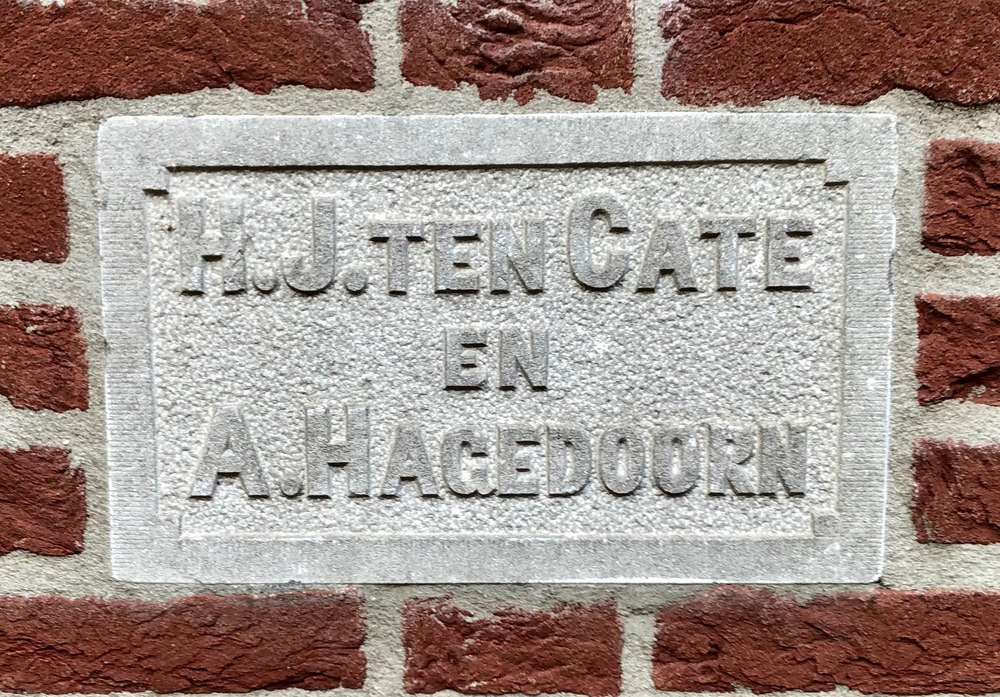 H.J. TEN CATE
EN
A. HAGEDOORN